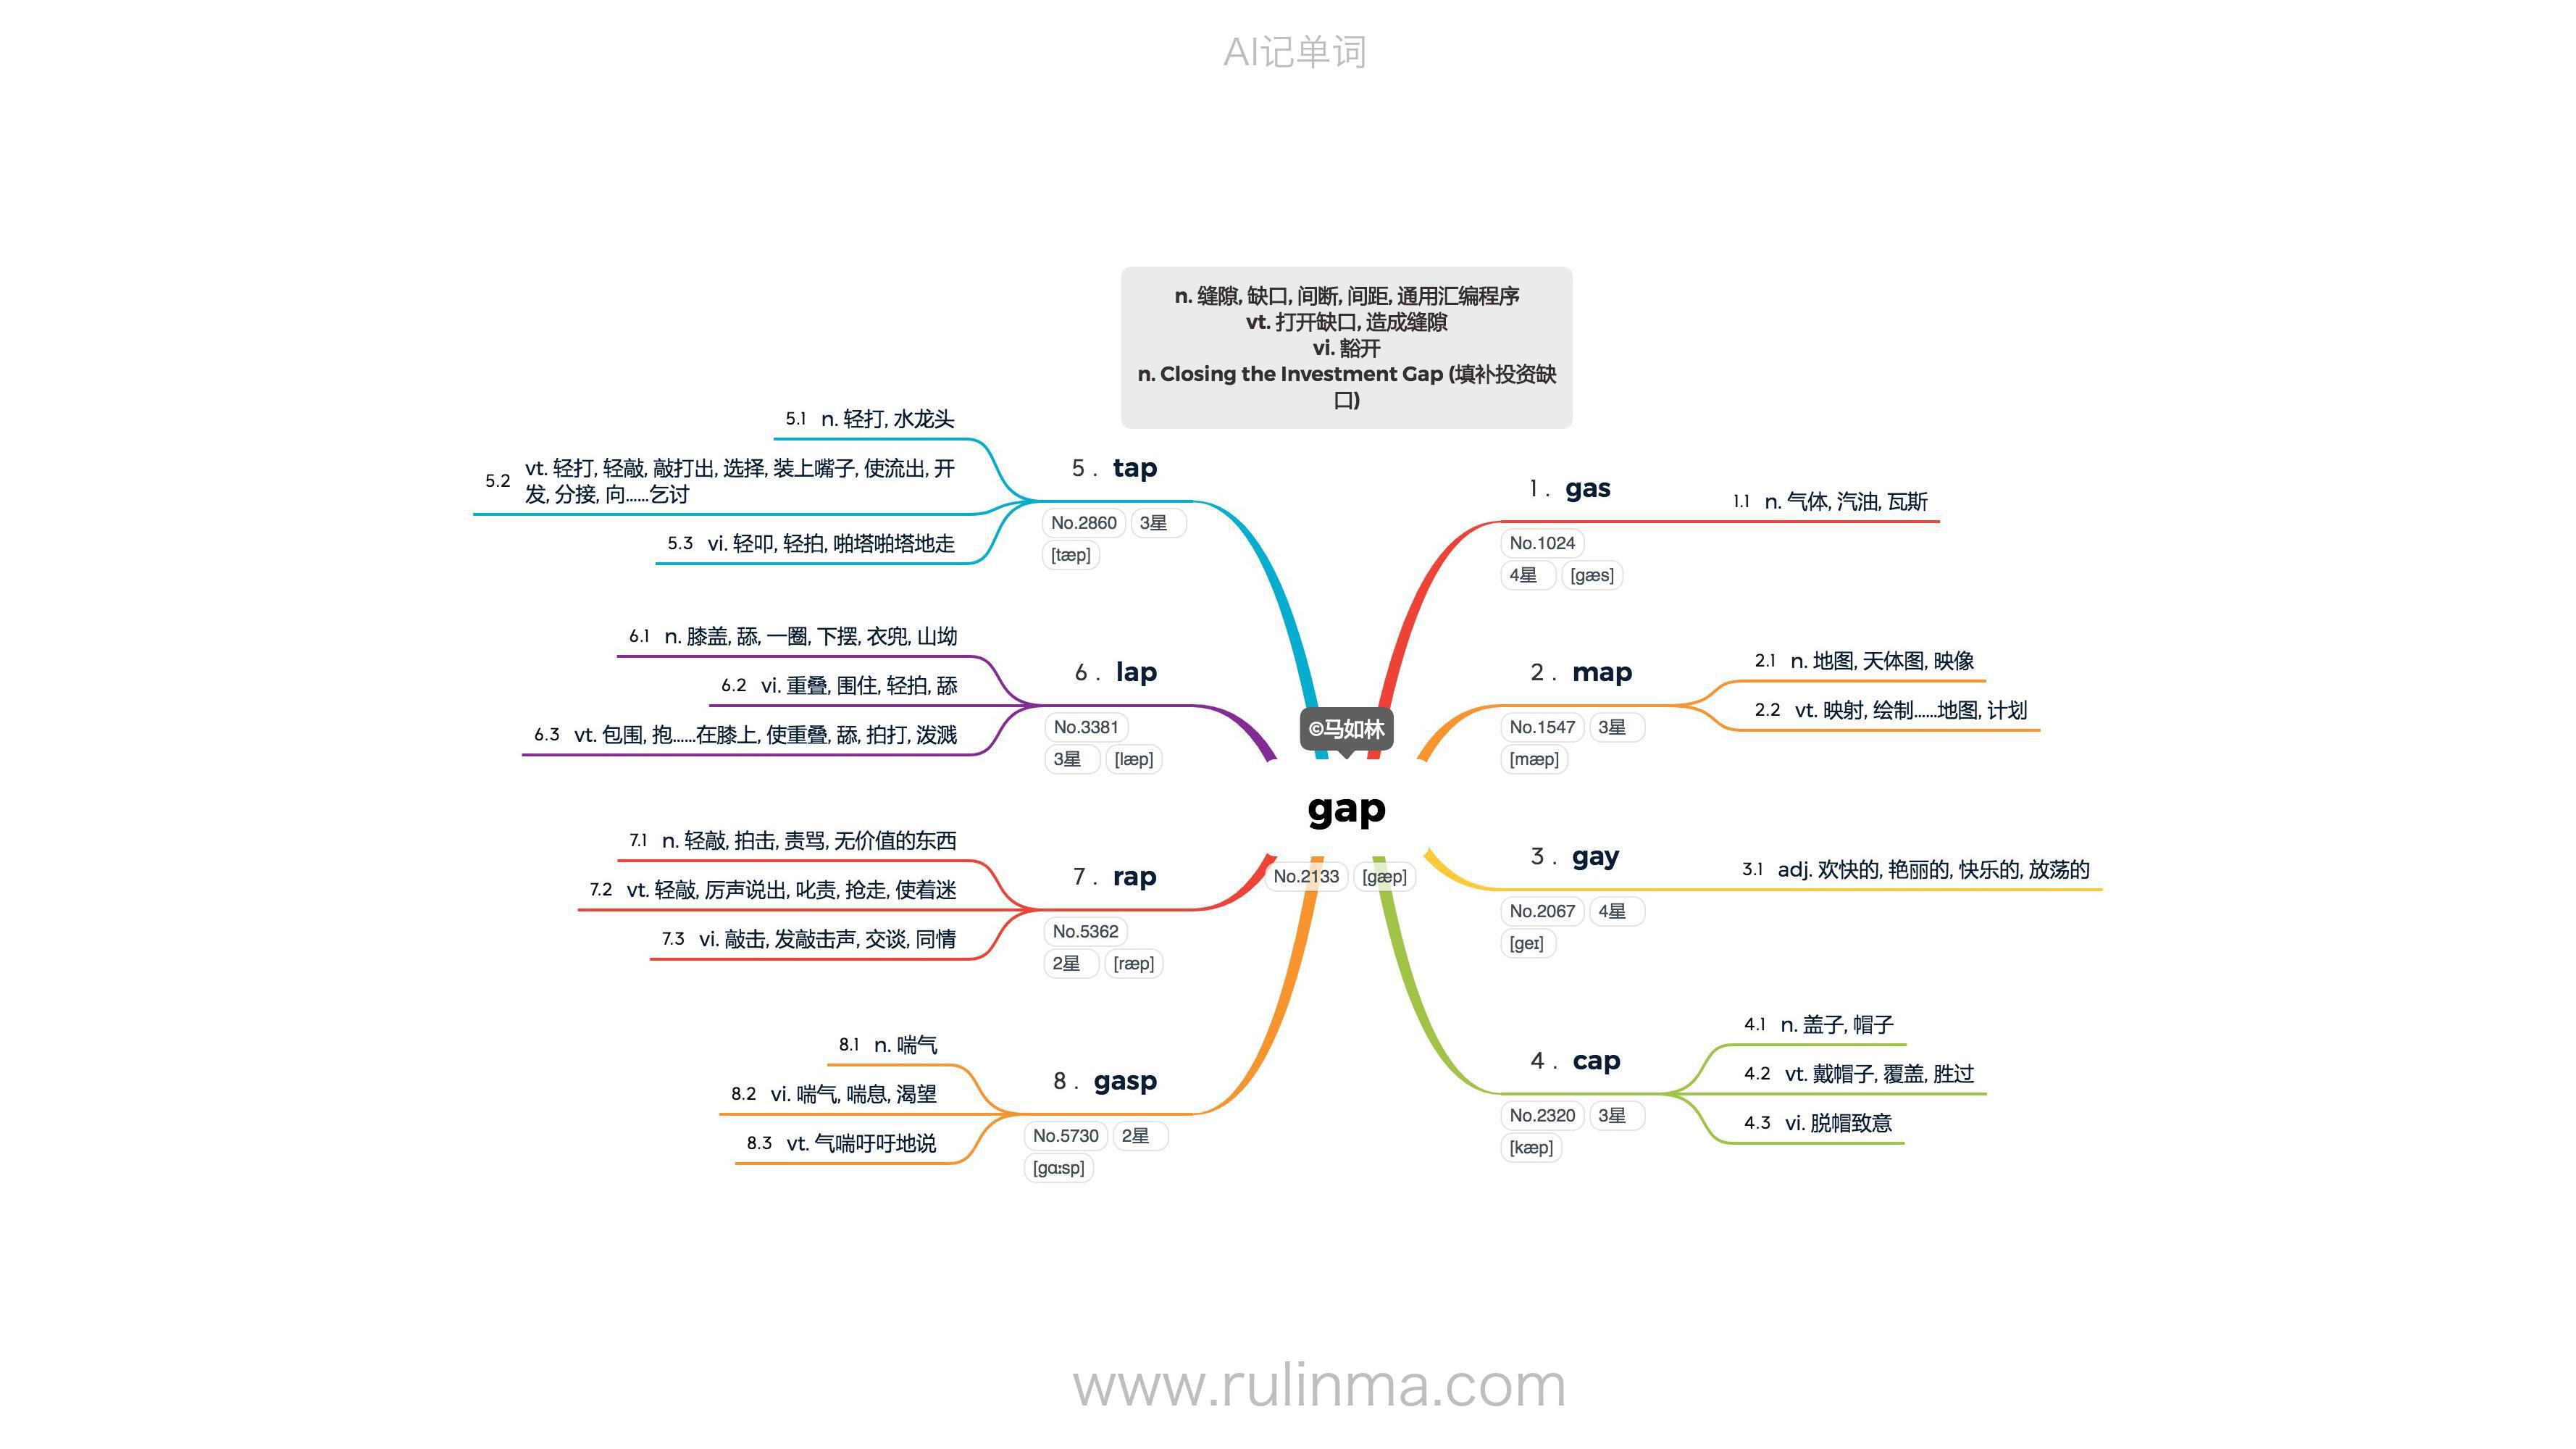 AI记单词
n. 缝隙, 缺口, 间断, 间距, 通用汇编程序
vt. 打开缺口, 造成缝隙
vi. 豁开
n. Closing the Investment Gap (填补投资缺
口)
©马如林
gap
No.2133 [gæp]
1 . gas
No.1024
4星 [gæs]
1.1 n. 气体, 汽油, 瓦斯
2 . map
No.1547 3星
[mæp]
2.1 n. 地图, 天体图, 映像
2.2 vt. 映射, 绘制……地图, 计划
3 . gay
No.2067 4星
[geɪ]
3.1 adj. 欢快的, 艳丽的, 快乐的, 放荡的
4 . cap
No.2320 3星
[kæp]
4.1 n. 盖子, 帽子
4.2 vt. 戴帽子, 覆盖, 胜过
4.3 vi. 脱帽致意
5 . tap
No.2860 3星
[tæp]
5.1 n. 轻打, 水龙头
5.2 vt. 轻打, 轻敲, 敲打出, 选择, 装上嘴子, 使流出, 开
发, 分接, 向……乞讨
5.3 vi. 轻叩, 轻拍, 啪塔啪塔地走
6 . lap
No.3381
3星 [læp]
6.1 n. 膝盖, 舔, 一圈, 下摆, 衣兜, 山坳
6.2 vi. 重叠, 围住, 轻拍, 舔
6.3 vt. 包围, 抱……在膝上, 使重叠, 舔, 拍打, 泼溅
7 . rap
No.5362
2星 [ræp]
7.1 n. 轻敲, 拍击, 责骂, 无价值的东西
7.2 vt. 轻敲, 厉声说出, 叱责, 抢走, 使着迷
7.3 vi. 敲击, 发敲击声, 交谈, 同情
8 . gasp
No.5730 2星
[gɑːsp]
8.1 n. 喘气
8.2 vi. 喘气, 喘息, 渴望
8.3 vt. 气喘吁吁地说
www.rulinma.com